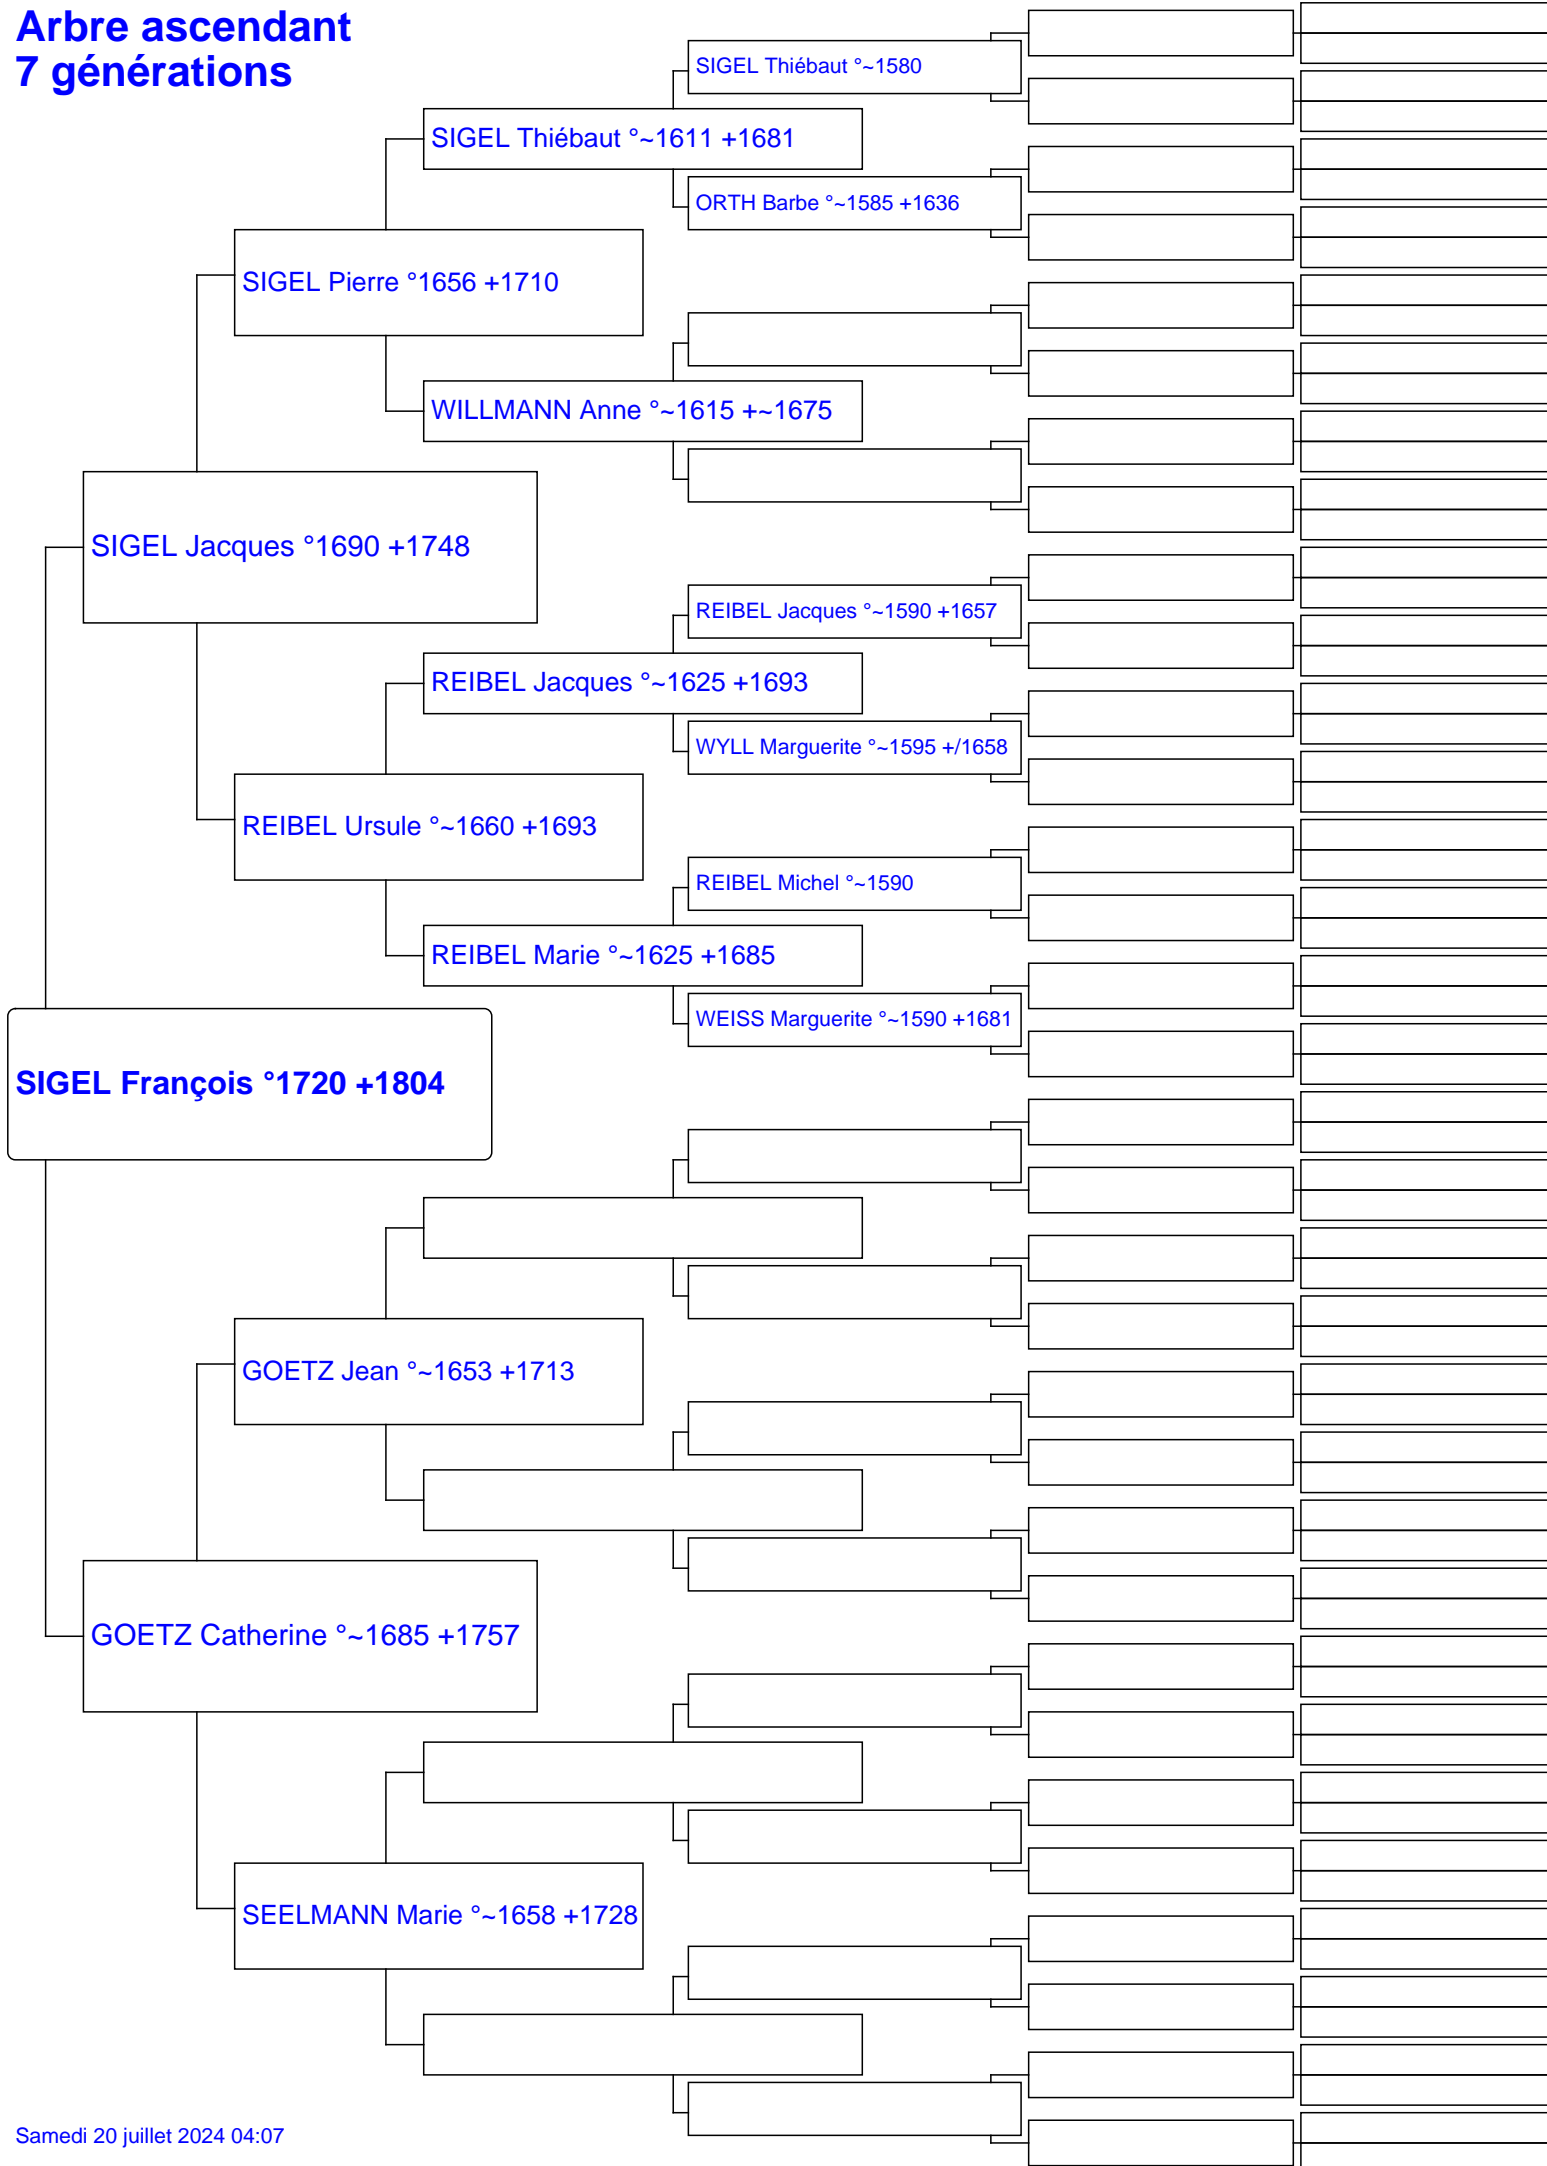 Arbre ascendant
7 générations
SIGEL Thiébaut °~1580
SIGEL Thiébaut °~1611 +1681
ORTH Barbe °~1585 +1636
SIGEL Pierre °1656 +1710
WILLMANN Anne °~1615 +~1675
SIGEL Jacques °1690 +1748
REIBEL Jacques °~1590 +1657
REIBEL Jacques °~1625 +1693
WYLL Marguerite °~1595 +/1658
REIBEL Ursule °~1660 +1693
REIBEL Michel °~1590
REIBEL Marie °~1625 +1685
WEISS Marguerite °~1590 +1681
SIGEL François °1720 +1804
GOETZ Jean °~1653 +1713
GOETZ Catherine °~1685 +1757
SEELMANN Marie °~1658 +1728
Samedi 20 juillet 2024 04:07